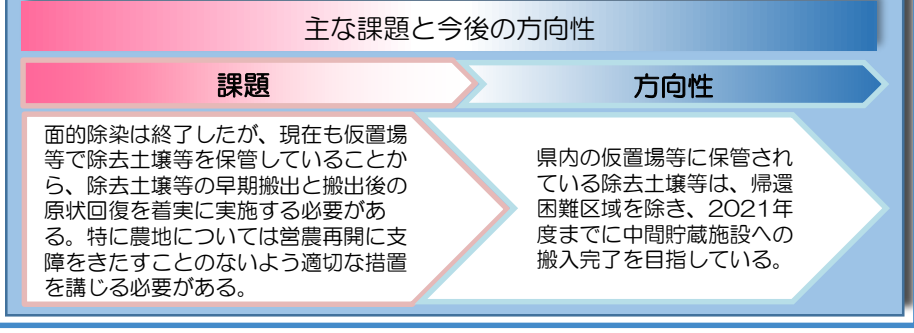 主な課題と今後の方向性
課題
方向性
面的除染は終了したが、現在も仮置場
等で除去土壌等を保管していることか
ら、除去土壌等の早期搬出と搬出後の
原状回復を着実に実施する必要があ
る。特に農地については営農再開に支
障をきたすことのないよう適切な措置
を講じる必要がある。
県内の仮置場等に保管され
ている除去土壌等は、帰還
困難区域を除き、2021年
度までに中間貯蔵施設への
搬入完了を目指している。